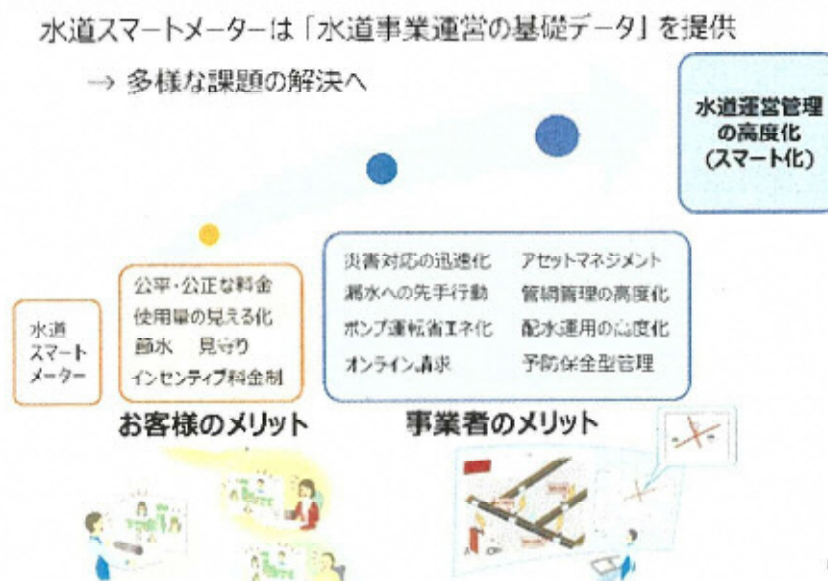 水道スマートメーターは「水道事業運営の基礎データ」を提供
→ 多様な課題の解決へ
水道運営管理
の高度化
(スマート化)
水道
スマート
メーター
公平・公正な料金
使用量の見える化
節水 見守り
インセンティブ料金制
お客様のメリット
災害対応の迅速化 アセットマネジメント
漏水への先手行動 管網管理の高度化
ポンプ運転省エネ化 配水運用の高度化
オンライン請求 予防保全型管理
事業者のメリット